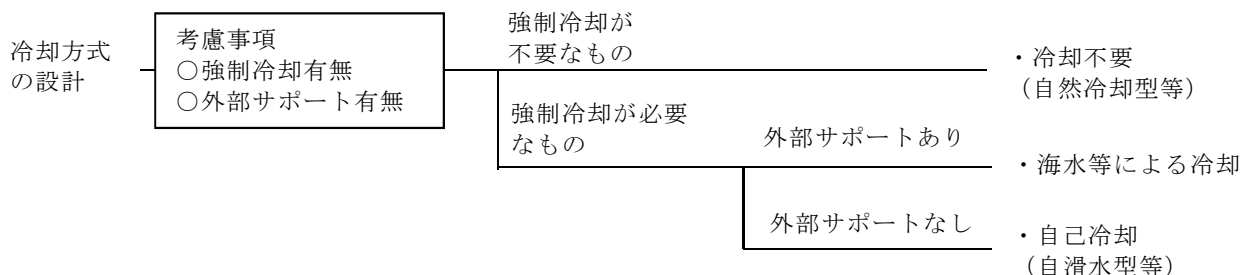 冷却方式
の設計
考慮事項
○強制冷却有無
○外部サポート有無
強制冷却が
不要なもの
・冷却不要
（自然冷却型等）
強制冷却が必要
なもの
外部サポートあり
・海水等による冷却
外部サポートなし
・自己冷却
（自滑水型等）